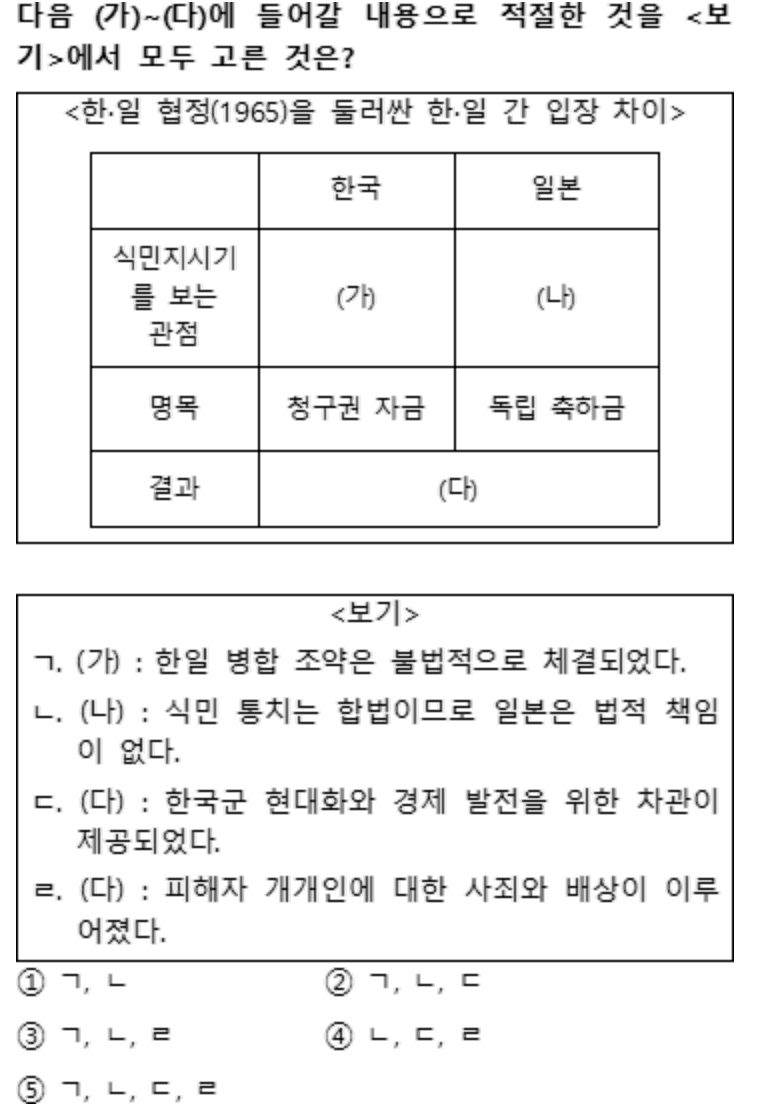 다음 (가)~(다)에 들어갈 내용으로 적절한 것을 <보
기>에서 모두 고른 것은?
<한·일 협정(1965)을 둘러싼 한·일 간 입장 차이>
한국 일본
식민지시기
를 보는
관점
(가) (나)
명목 청구권 자금 독립 축하금
결과 (다)
<보기>
ㄱ. (가) : 한일 병합 조약은 불법적으로 체결되었다.
ㄴ. (나) : 식민 통치는 합법이므로 일본은 법적 책임
이 없다.
ㄷ. (다) : 한국군 현대화와 경제 발전을 위한 차관이
제공되었다.
ㄹ. (다) : 피해자 개개인에 대한 사죄와 배상이 이루
어졌다.
① ㄱ, ㄴ ② ㄱ, ㄴ, ㄷ
③ ㄱ, ㄴ, ㄹ ④ ㄴ, ㄷ, ㄹ
⑤ ㄱ, ㄴ, ㄷ, ㄹ